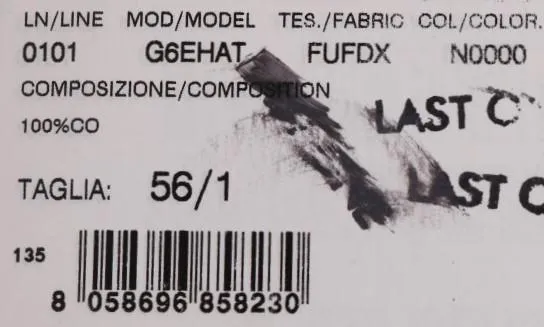 LN/LINE MOD/MODEL TES./FABRIC COL/COLOR.
0101 G6EHAT FUFDX N0000
COMPOSIZIONE/COMPOSITION
100%CO
LAST
TAGLIA: 56/1
LAST
135
8 058696 858230